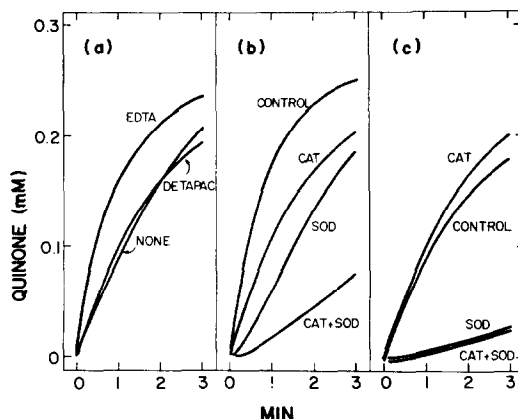 (a)
(b)
(c)
EDTA
DETAPAC
NONE
CONTROL
CAT
SOD
CAT+SOD
CAT
CONTROL
SOD
CAT+SOD
QUINONE (mM)
0.3
0.2
0.1
0
0 1 2 3
0 1 2 3
0 1 2 3
MIN